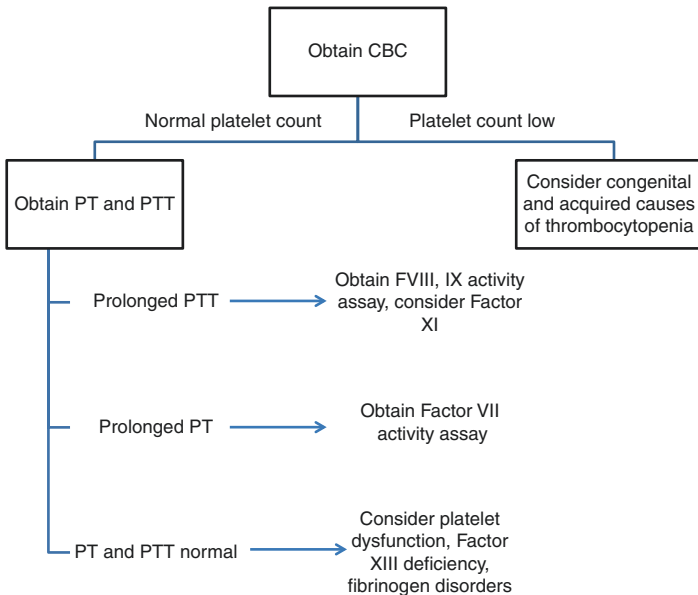 Obtain CBC
Normal platelet count
Platelet count low
Obtain PT and PTT
Consider congenital
and acquired causes
of thrombocytopenia
Prolonged PTT
Obtain FVIII, IX activity
assay, consider Factor
XI
Prolonged PT
Obtain Factor VII
activity assay
PT and PTT normal
Consider platelet
dysfunction, Factor
XIII deficiency,
fibrinogen disorders